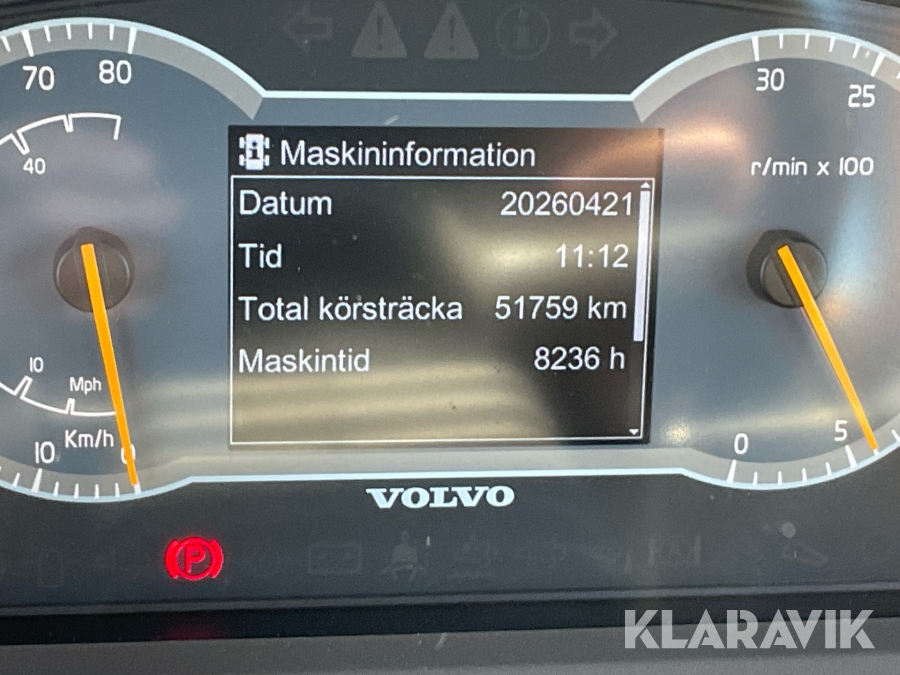 70 80
40
10
Mph
10 Km/h 0
Maskininformation
Datum 20260421
Tid 11:12
Total körsträcka 51759 km
Maskintid 8236 h
30 25
r/min x 100
0 5
VOLVO
P
KLARAVIK